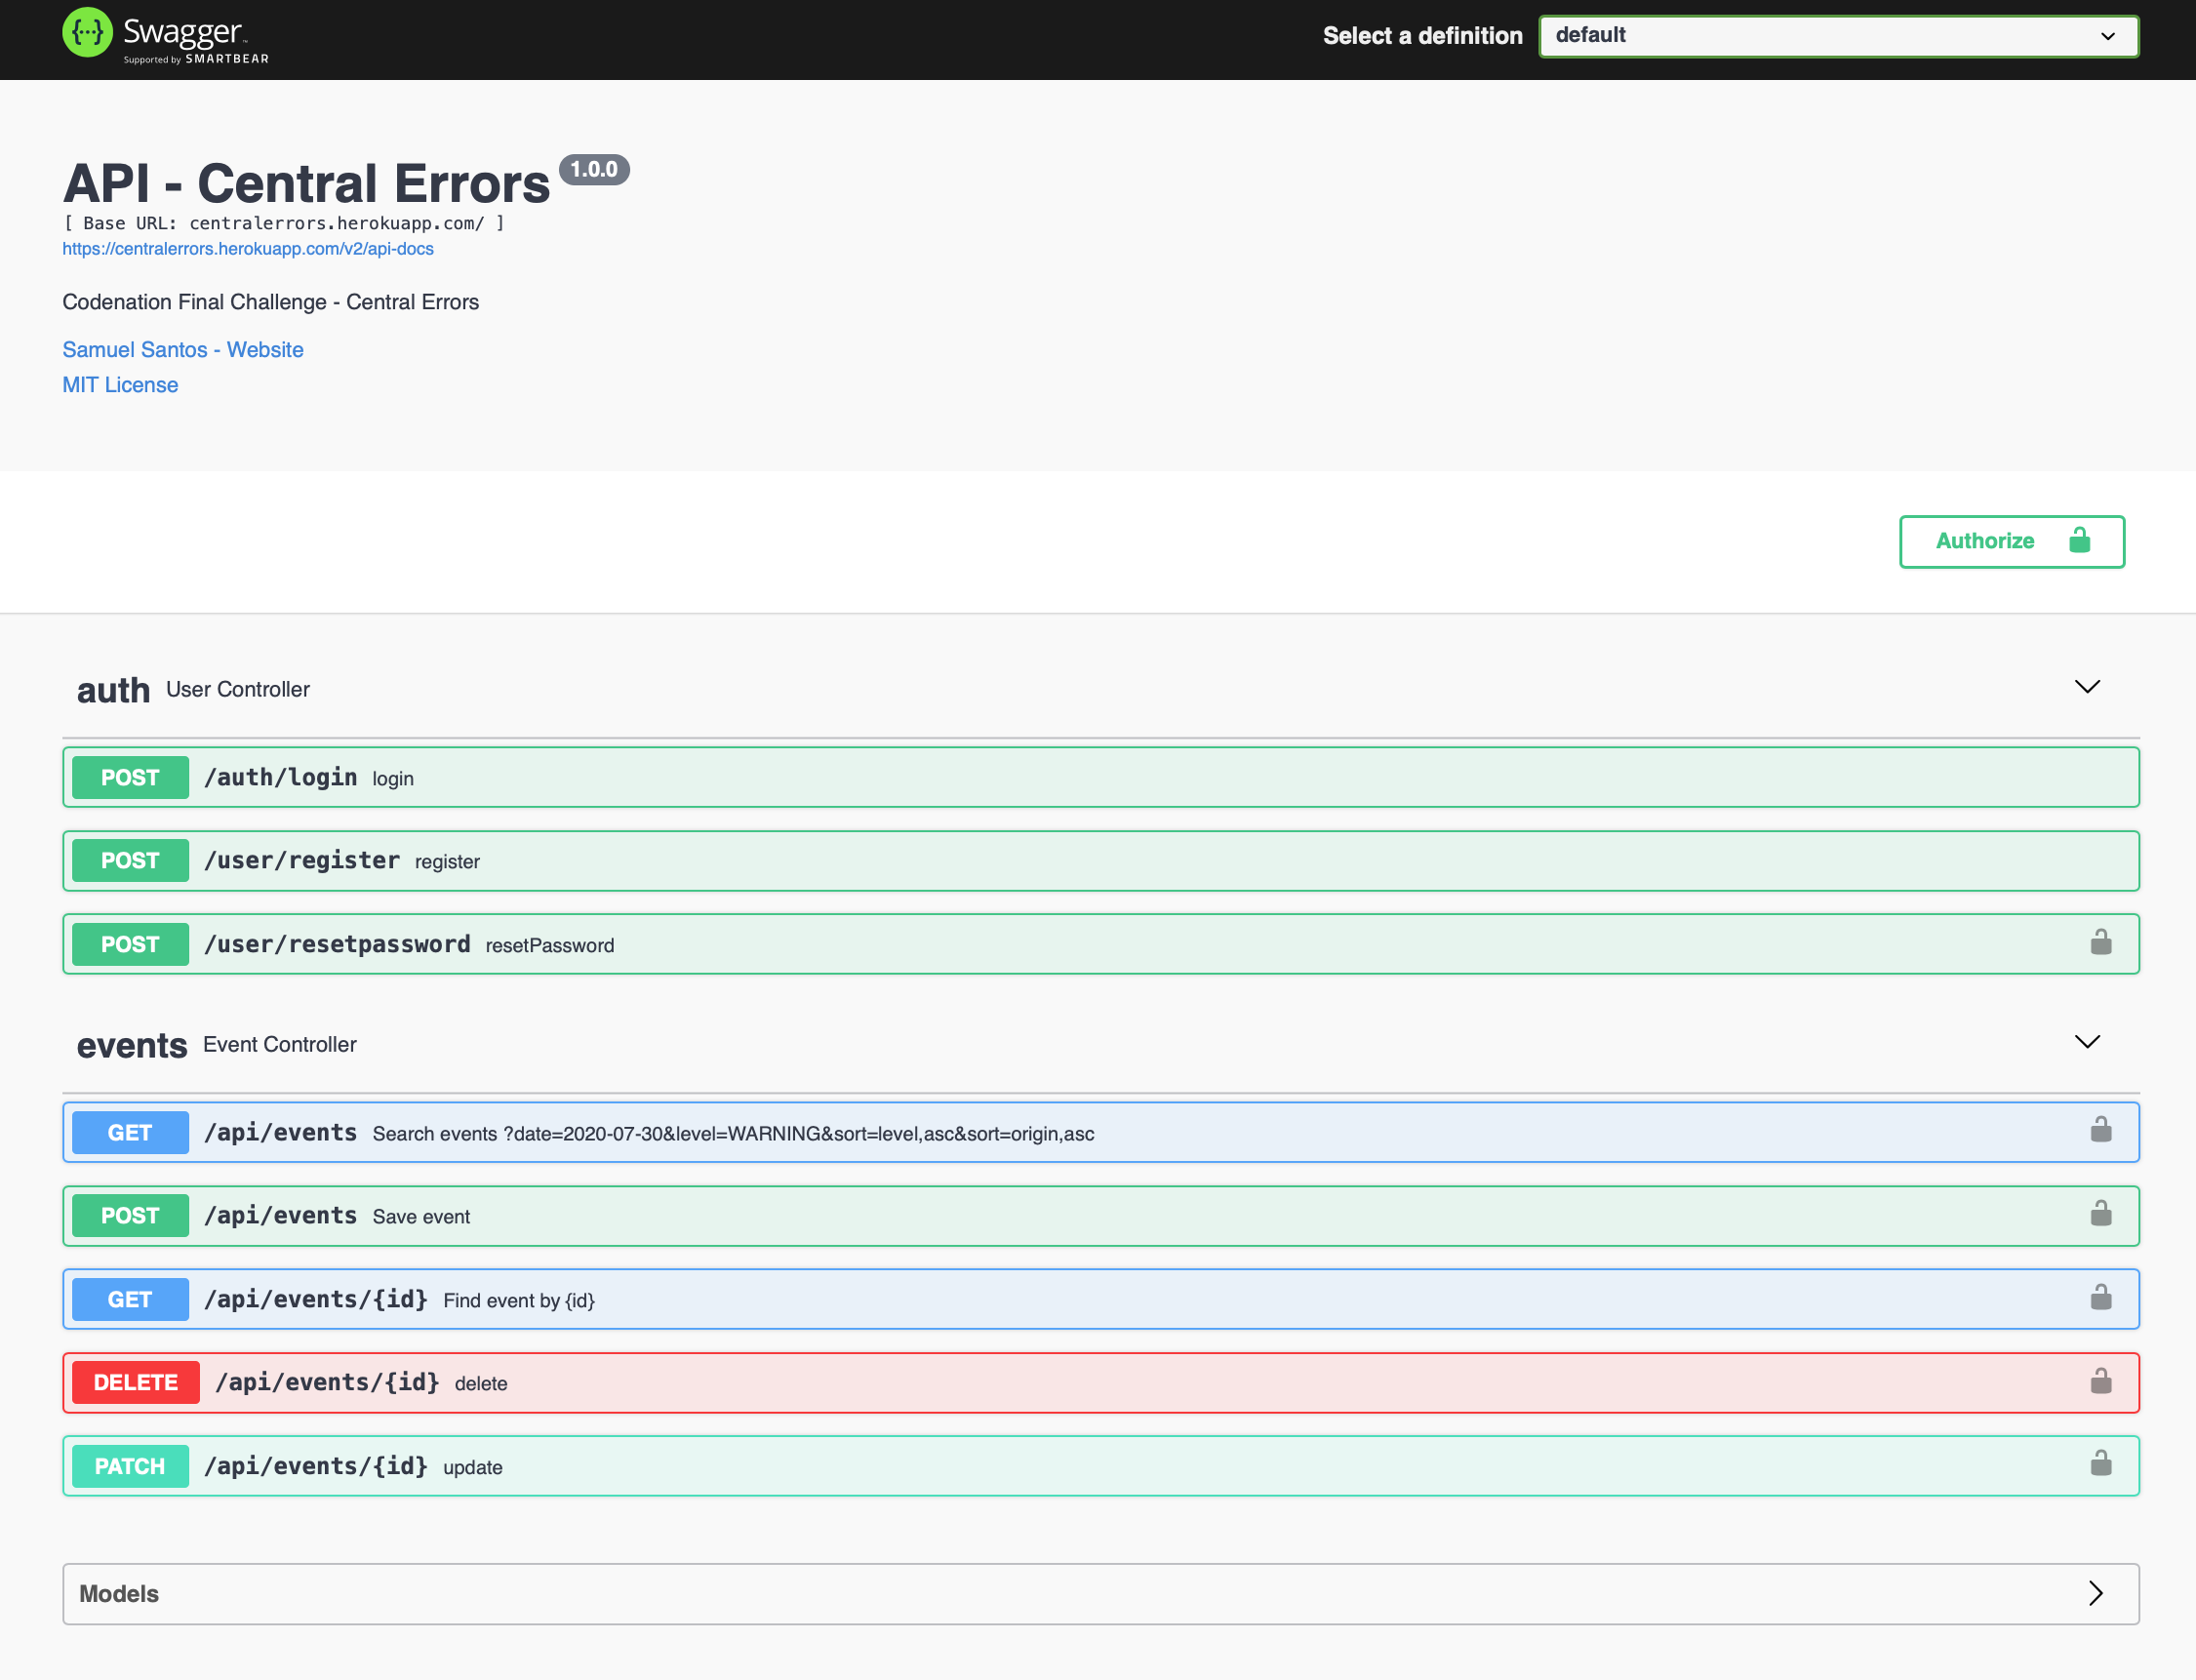 Swagger™
Supported by SMARTBEAR
Select a definition
default
API - Central Errors 1.0.0
[ Base URL: centralerrors.herokuapp.com/ ]
https://centralerrors.herokuapp.com/v2/api-docs
Codenation Final Challenge - Central Errors
Samuel Santos - Website
MIT License
Authorize
auth User Controller
POST /auth/login login
POST /user/register register
POST /user/resetpassword resetPassword
events Event Controller
GET /api/events Search events ?date=2020-07-30&level=WARNING&sort=level,asc&sort=origin,asc
POST /api/events Save event
GET /api/events/{id} Find event by {id}
DELETE /api/events/{id} delete
PATCH /api/events/{id} update
Models